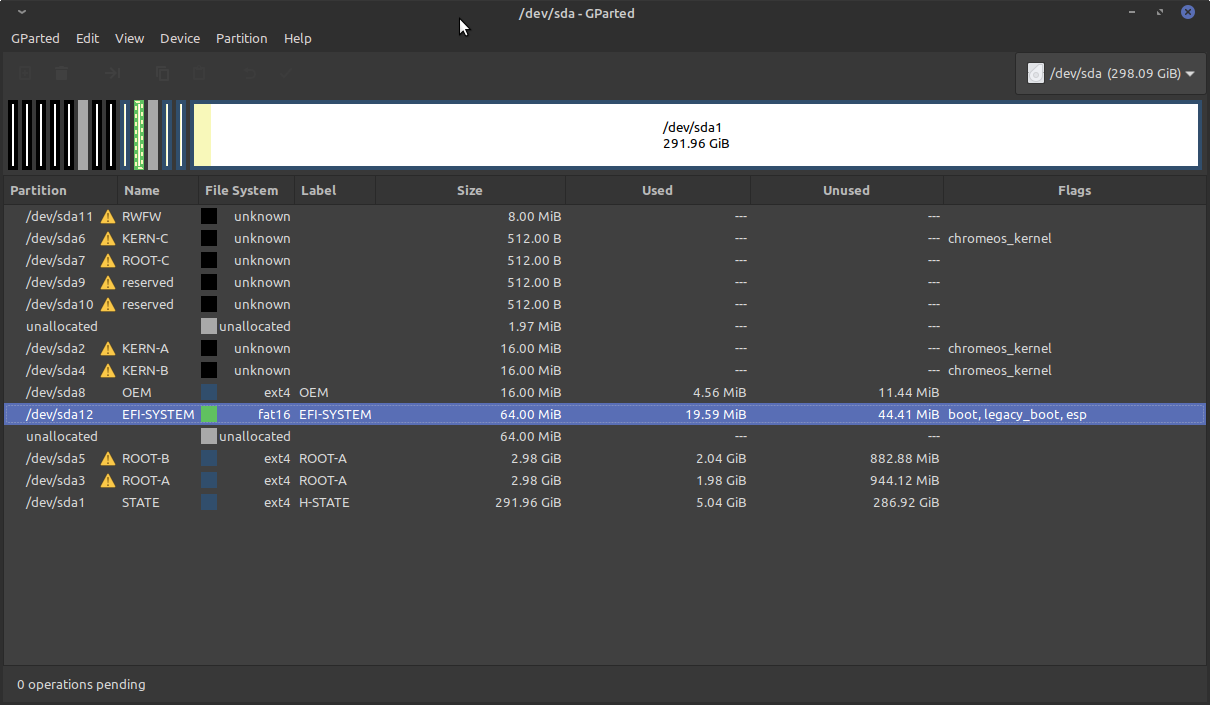 /dev/sda - GParted
GParted Edit View Device Partition Help
/dev/sda (298.09 GiB)
/dev/sda1
291.96 GiB
Partition Name File System Label Size Used Unused Flags
/dev/sda11 RWFW unknown 8.00 MiB --- ---
/dev/sda6 KERN-C unknown 512.00 B --- --- chromeos_kernel
/dev/sda7 ROOT-C unknown 512.00 B --- ---
/dev/sda9 reserved unknown 512.00 B --- ---
/dev/sda10 reserved unknown 512.00 B --- ---
unallocated unallocated 1.97 MiB --- ---
/dev/sda2 KERN-A unknown 16.00 MiB --- --- chromeos_kernel
/dev/sda4 KERN-B unknown 16.00 MiB --- --- chromeos_kernel
/dev/sda8 OEM ext4 OEM 16.00 MiB 4.56 MiB 11.44 MiB
/dev/sda12 EFI-SYSTEM fat16 EFI-SYSTEM 64.00 MiB 19.59 MiB 44.41 MiB boot, legacy_boot, esp
unallocated unallocated 64.00 MiB --- ---
/dev/sda5 ROOT-B ext4 ROOT-A 2.98 GiB 2.04 GiB 882.88 MiB
/dev/sda3 ROOT-A ext4 ROOT-A 2.98 GiB 1.98 GiB 944.12 MiB
/dev/sda1 STATE ext4 H-STATE 291.96 GiB 5.04 GiB 286.92 GiB
0 operations pending